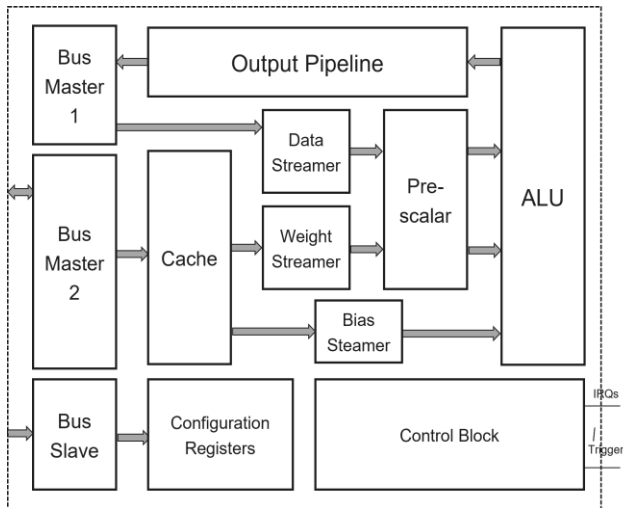 Bus
Master
1
Output Pipeline
Data
Streamer
Pre-
scalar
ALU
Bus
Master
2
Cache
Weight
Streamer
Bias
Steamer
Bus
Slave
Configuration
Registers
Control Block
IRQs
/
Trigger